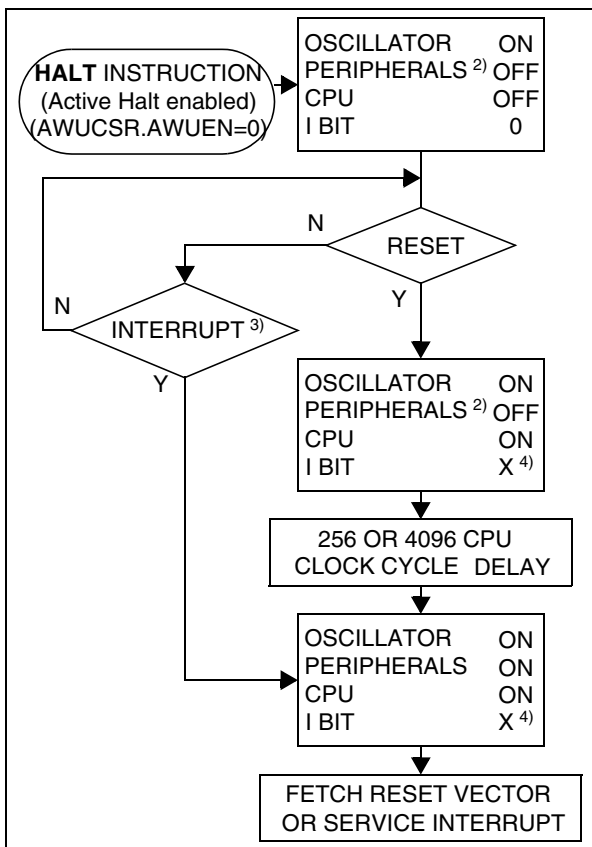 HALT INSTRUCTION
(Active Halt enabled)
(AWUCSR.AWUEN=0)
OSCILLATOR ON
PERIPHERALS 2) OFF
CPU OFF
I BIT 0
RESET
N
Y
INTERRUPT 3)
N
Y
OSCILLATOR ON
PERIPHERALS 2) OFF
CPU ON
I BIT X 4)
256 OR 4096 CPU
CLOCK CYCLE DELAY
OSCILLATOR ON
PERIPHERALS ON
CPU ON
I BIT X 4)
FETCH RESET VECTOR
OR SERVICE INTERRUPT